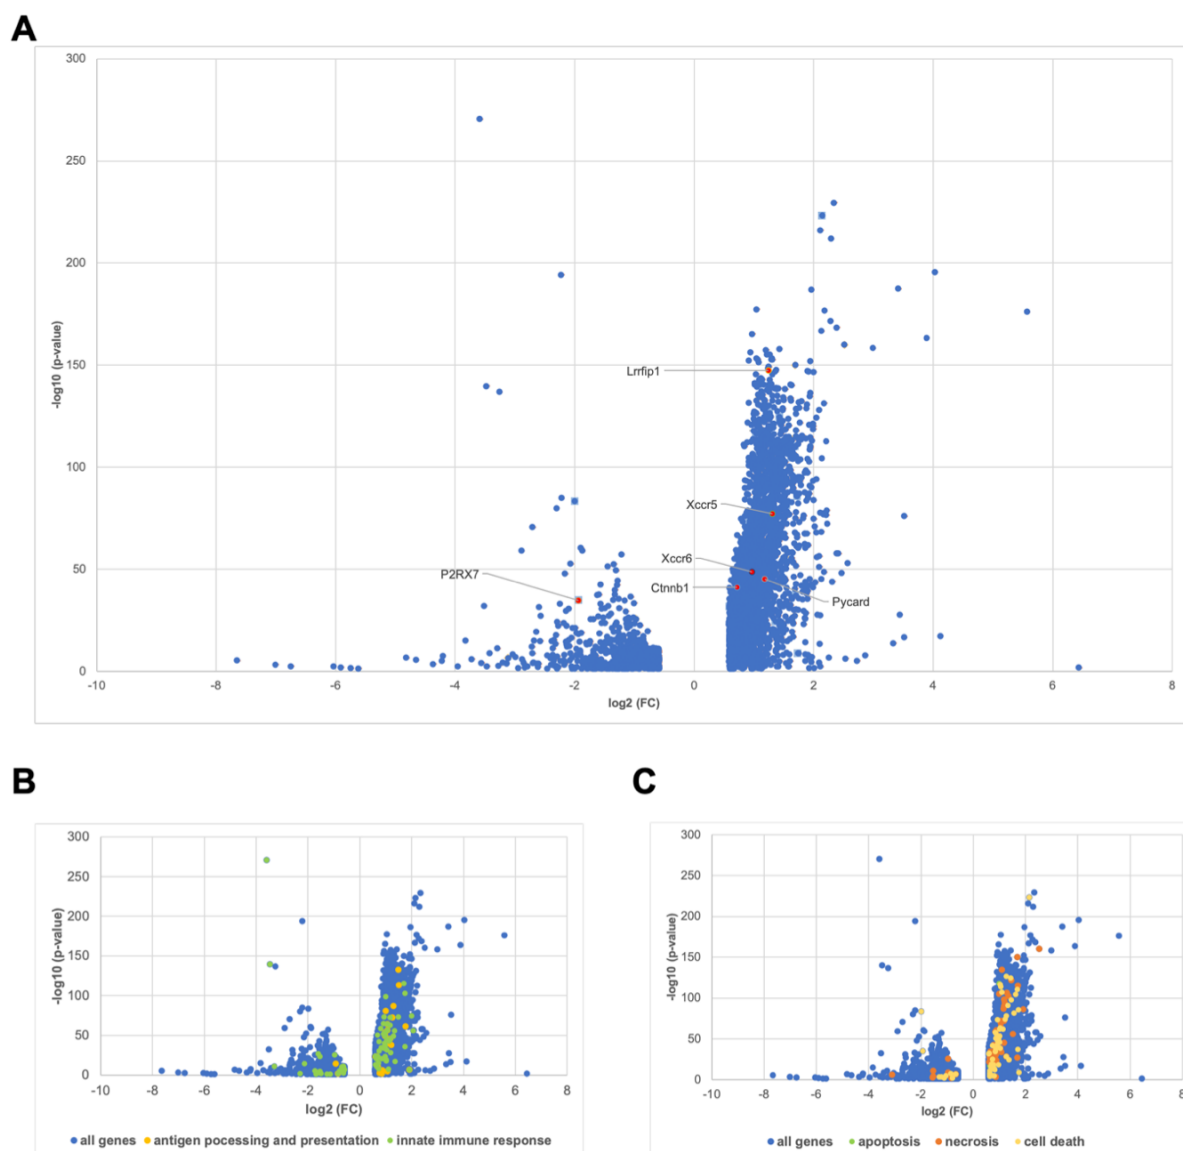 A
300
250
200
150
100
50
0
-log10 (p-value)
Lrrfip1
Xccr5
Xccr6
P2RX7
Ctnnb1
Pycard
-10 -8 -6 -4 -2 0 2 4 6 8
log2 (FC)
B
300
250
200
150
100
50
0
-log10 (p-value)
-10 -8 -6 -4 -2 0 2 4 6 8
log2 (FC)
all genes antigen pocessing and presentation innate immune response
C
300
250
200
150
100
50
0
-log10 (p-value)
-10 -8 -6 -4 -2 0 2 4 6 8
log2 (FC)
all genes apoptosis necrosis cell death